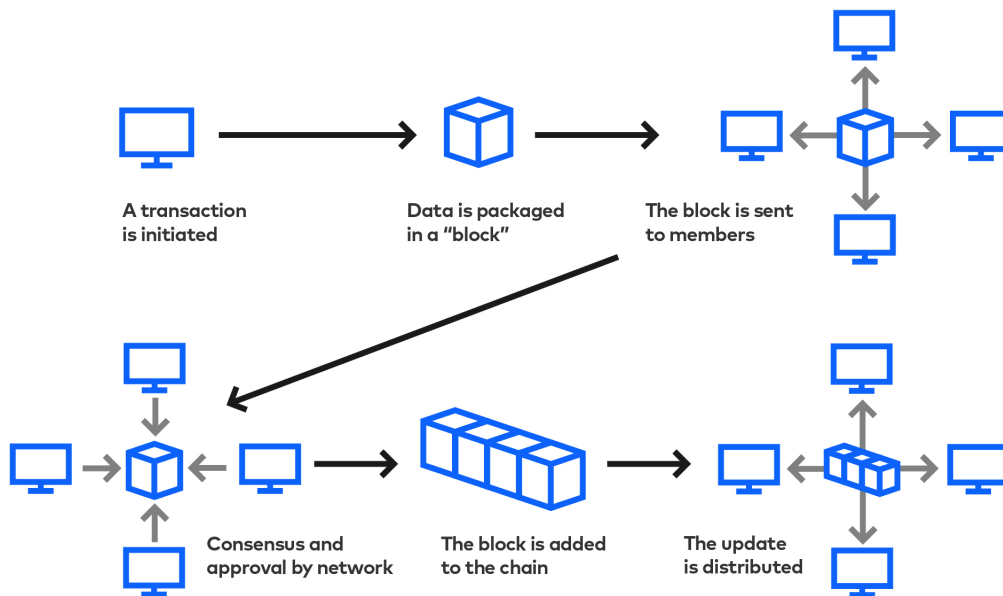 A transaction
is initiated
Data is packaged
in a “block”
The block is sent
to members
Consensus and
approval by network
The block is added
to the chain
The update
is distributed